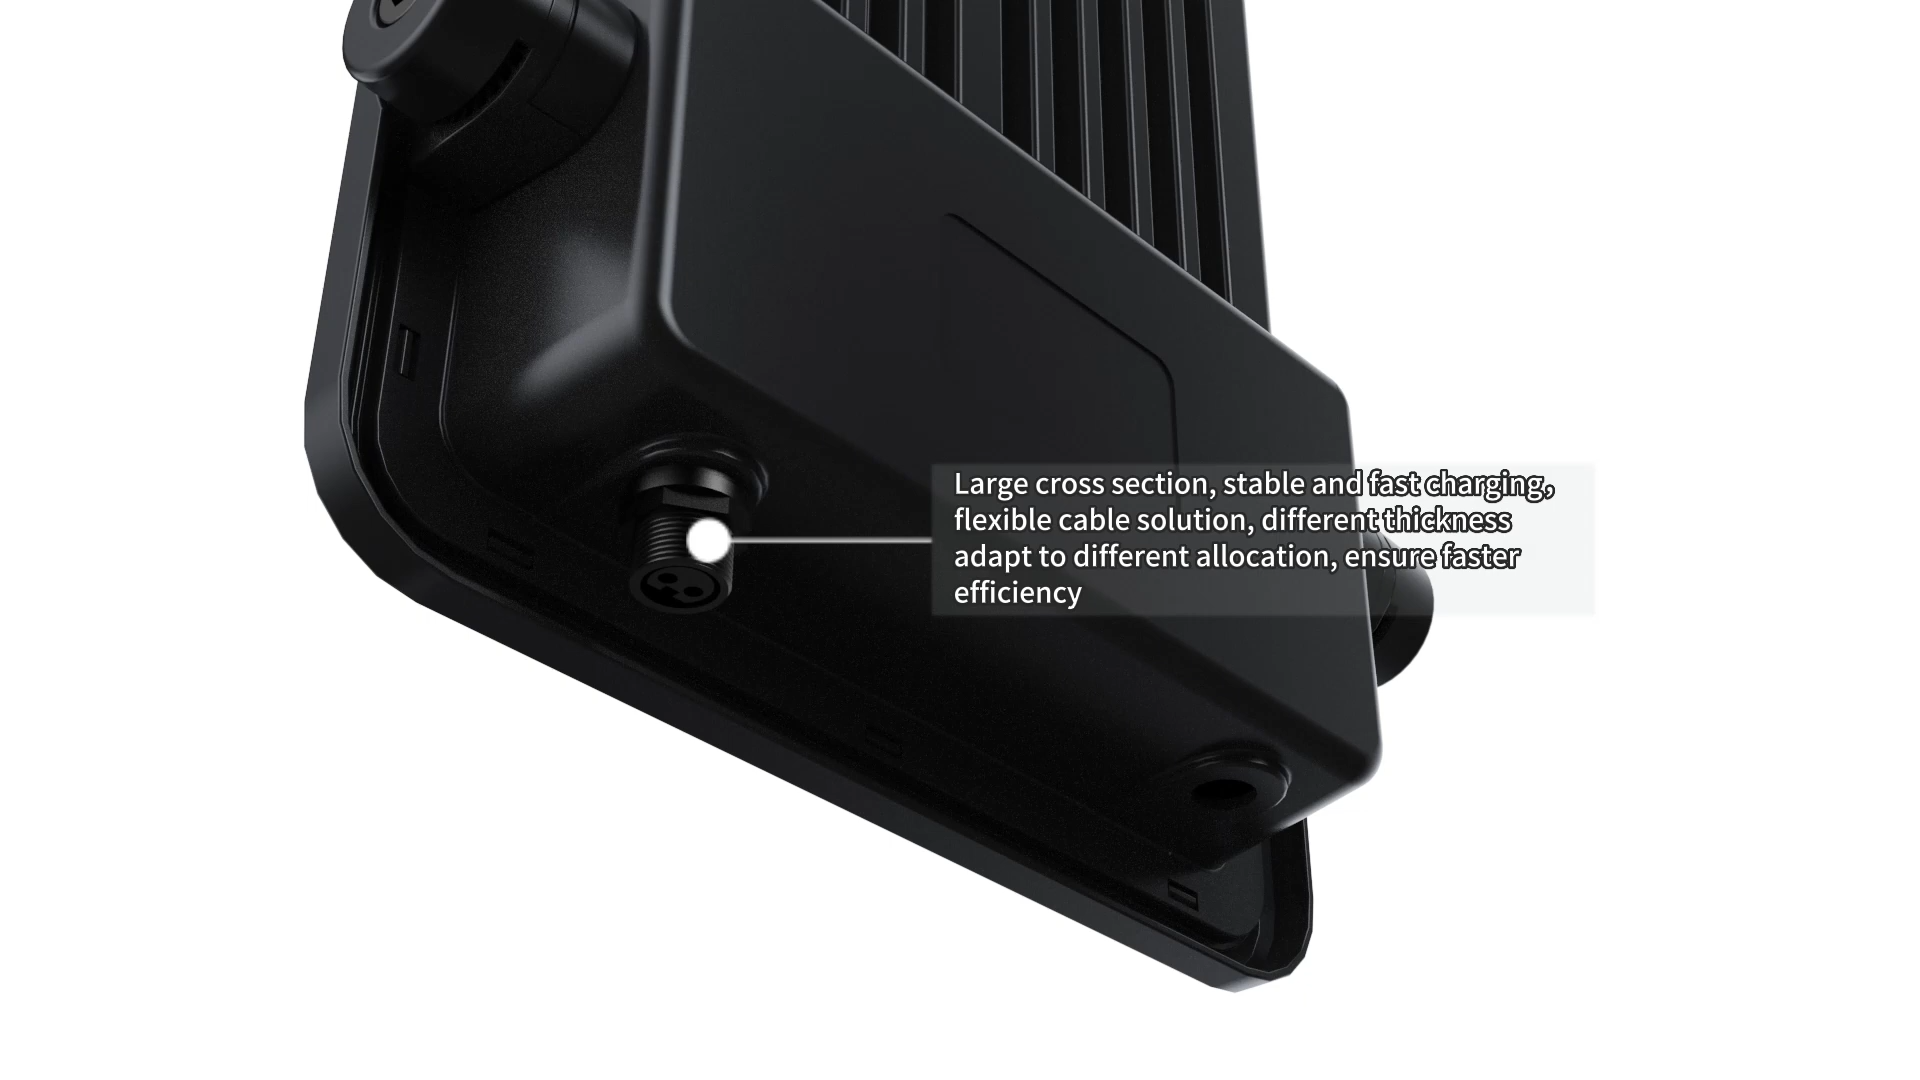 Large cross section, stable and fast charging,
flexible cable solution, different thickness
adapt to different allocation, ensure faster
efficiency